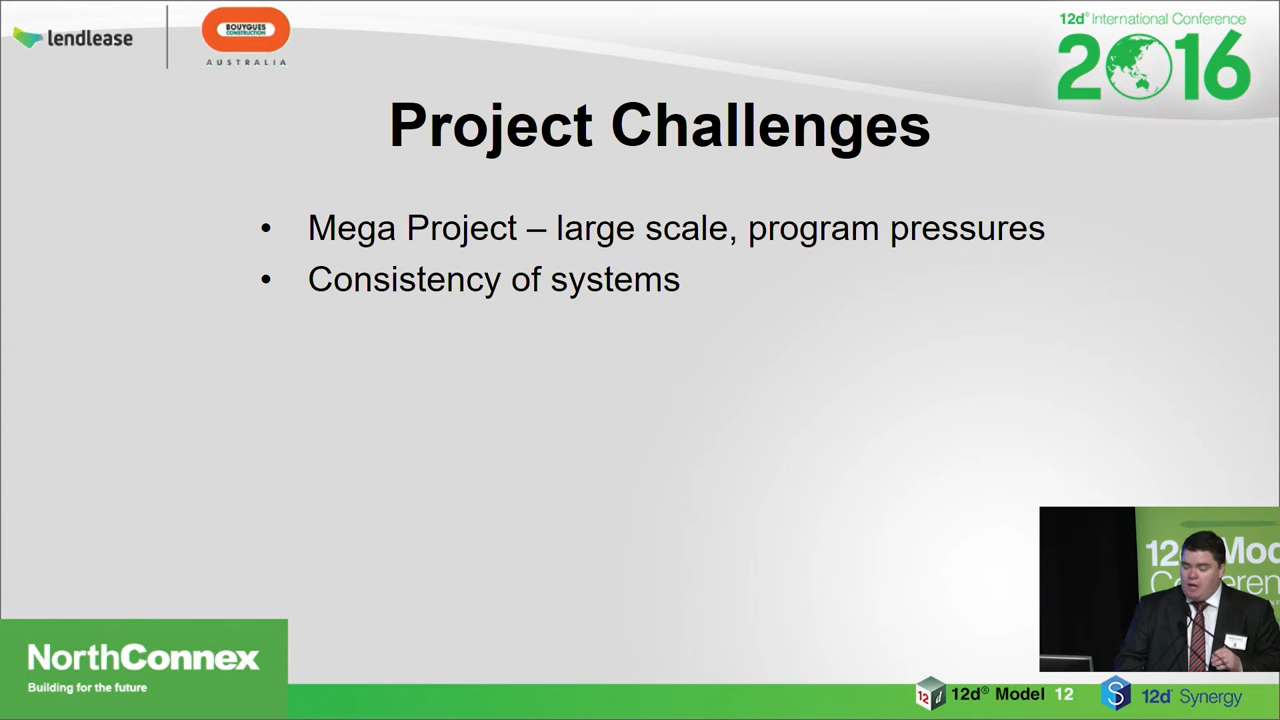 lendlease
BOUYGUES
CONSTRUCTION
AUSTRALIA
12d® International Conference
2016
Project Challenges
• Mega Project – large scale, program pressures
• Consistency of systems
NorthConnex
Building for the future
12d® Model 12
12d Synergy